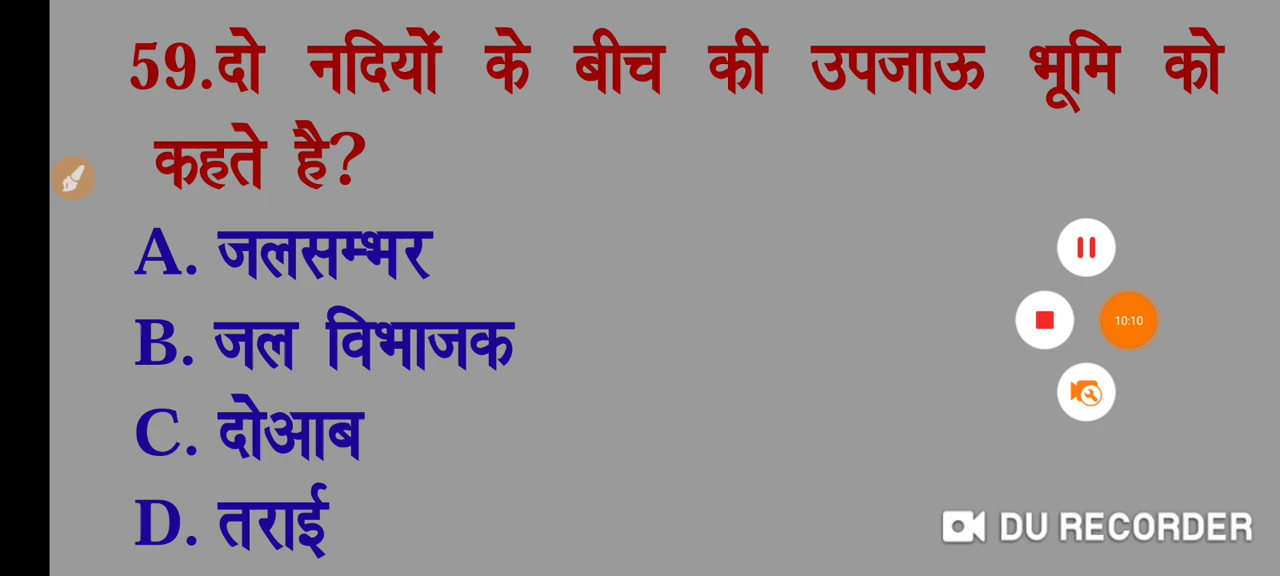 59.दो नदियों के बीच की उपजाऊ भूमि को
कहते है?
A. जलसम्भर
B. जल विभाजक
C. दोआब
D. तराई
10:10
DU RECORDER